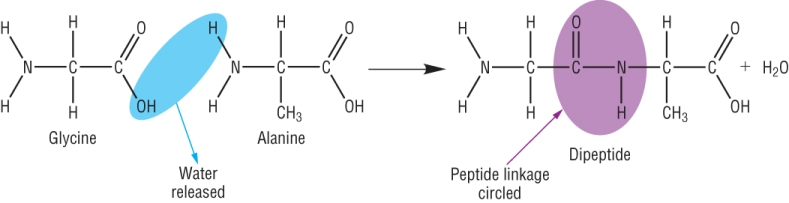 H H O H H O H H O H O
N C C N C C N C C N C C + H₂O
H H OH H CH₃ OH H H H CH₃ OH
Glycine
Alanine
Dipeptide
Water
released
Peptide linkage
circled